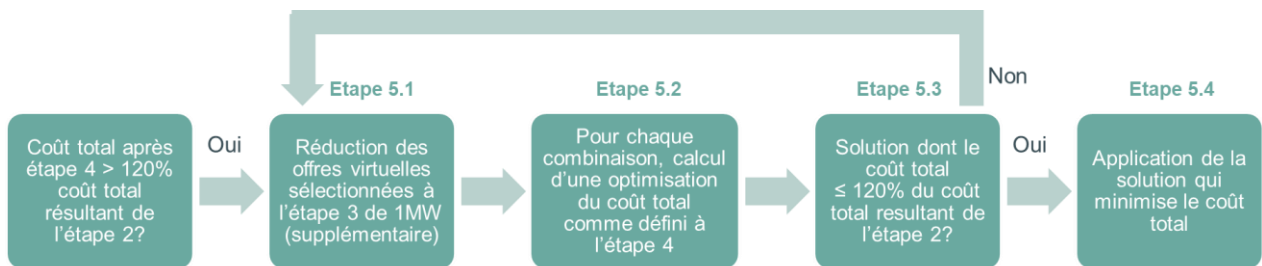 Etape 5.1
Etape 5.2
Etape 5.3
Non
Etape 5.4
Coût total après
étape 4 > 120%
coût total
résultant de
l'étape 2?
Oui
Réduction des
offres virtuelles
sélectionnées à
l'étape 3 de 1MW
(supplémentaire)
Pour chaque
combinaison, calcul
d'une optimisation
du coût total
comme défini à
l'étape 4
Solution dont le
coût total
≤ 120% du coût
total resultant de
l'étape 2?
Oui
Application de la
solution qui
minimise le coût
total